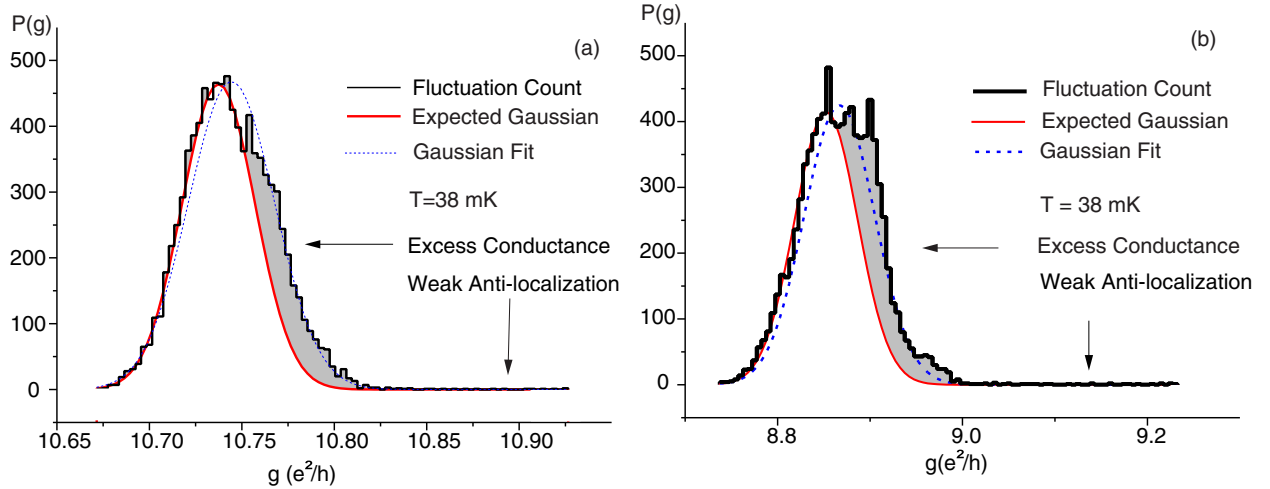 P(g)
500
400
300
200
100
0
(a)
Fluctuation Count
Expected Gaussian
Gaussian Fit
T=38 mK
Excess Conductance
Weak Anti-localization
10.65 10.70 10.75 10.80 10.85 10.90
g (e²/h)
P(g)
500
400
300
200
100
0
(b)
Fluctuation Count
Expected Gaussian
Gaussian Fit
T = 38 mK
Excess Conductance
Weak Anti-localization
8.8 9.0 9.2
g(e²/h)